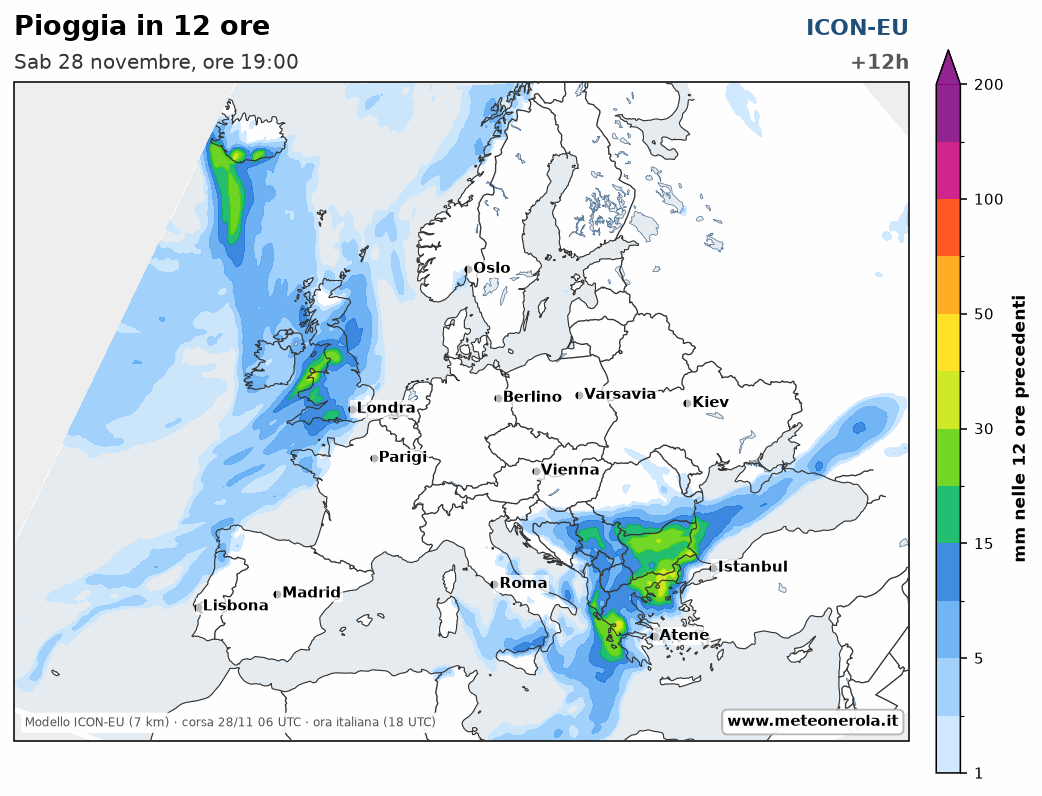 Pioggia in 12 ore
ICON-EU
Sab 28 novembre, ore 19:00
+12h
200
100
50
30
15
5
1
mm nelle 12 ore precedenti
Oslo
Londra
Berlino
Varsavia
Kiev
Parigi
Vienna
Istanbul
Roma
Madrid
Lisbona
Atene
Modello ICON-EU (7 km) · corsa 28/11 06 UTC · ora italiana (18 UTC)
www.meteonerola.it